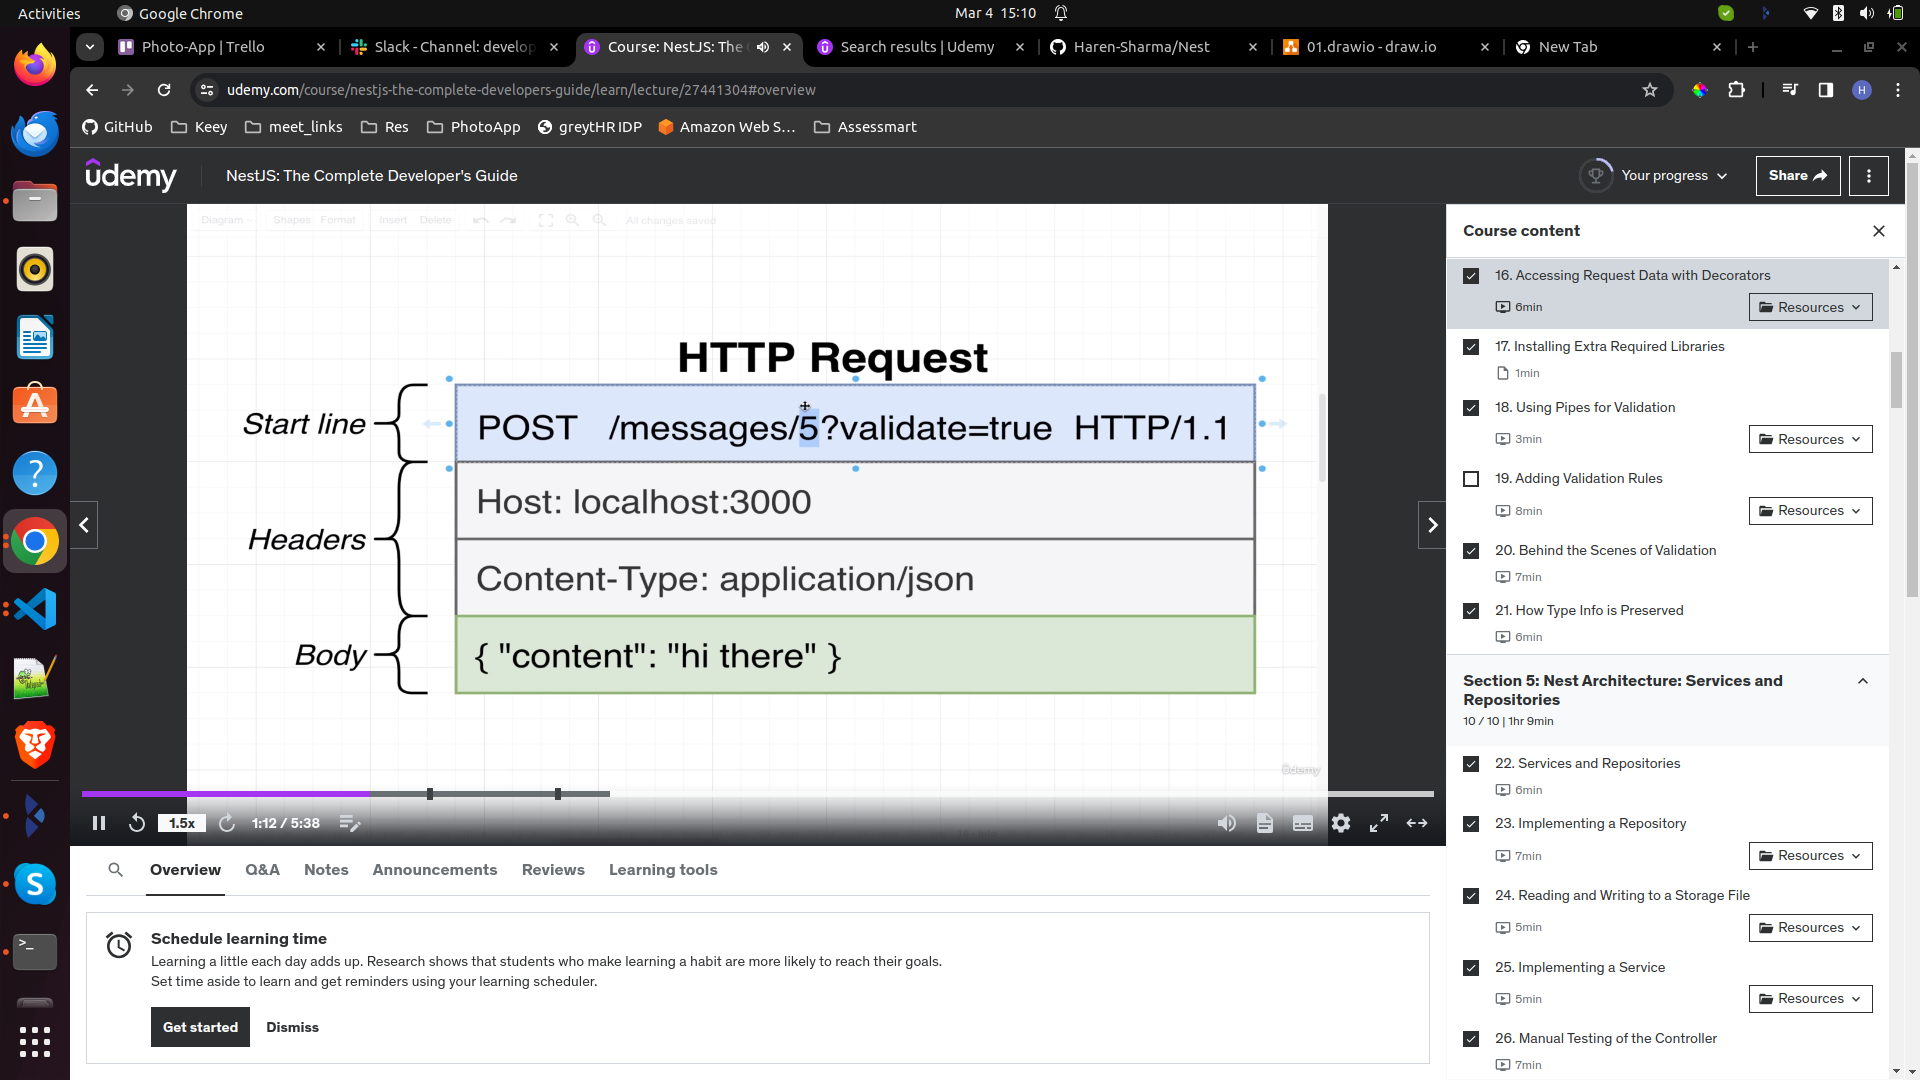 Activities
Google Chrome
Mar 4 15:10
Photo-App | Trello
Slack - Channel: develop
Course: NestJS: The C
Search results | Udemy
Haren-Sharma/Nest
01.drawio - draw.io
New Tab
udemy.com/course/nestjs-the-complete-developers-guide/learn/lecture/27441304#overview
H
GitHub
Keey
meet_links
Res
PhotoApp
greytHR IDP
Amazon Web S...
Assessmart
udemy
NestJS: The Complete Developer's Guide
Your progress
Share
Diagram
Shapes
Format
Insert
Delete
All changes saved
HTTP Request
Start line
POST /messages/5?validate=true HTTP/1.1
Headers
Host: localhost:3000
Content-Type: application/json
Body
{ "content": "hi there" }
udemy
1.5x
1:12 / 5:38
Overview
Q&A
Notes
Announcements
Reviews
Learning tools
Schedule learning time
Learning a little each day adds up. Research shows that students who make learning a habit are more likely to reach their goals.
Set time aside to learn and get reminders using your learning scheduler.
Get started
Dismiss
Course content
16. Accessing Request Data with Decorators
6min
Resources
17. Installing Extra Required Libraries
1min
18. Using Pipes for Validation
3min
Resources
19. Adding Validation Rules
8min
Resources
20. Behind the Scenes of Validation
7min
21. How Type Info is Preserved
6min
Section 5: Nest Architecture: Services and
Repositories
10 / 10 | 1hr 9min
22. Services and Repositories
6min
23. Implementing a Repository
7min
Resources
24. Reading and Writing to a Storage File
5min
Resources
25. Implementing a Service
5min
Resources
26. Manual Testing of the Controller
7min